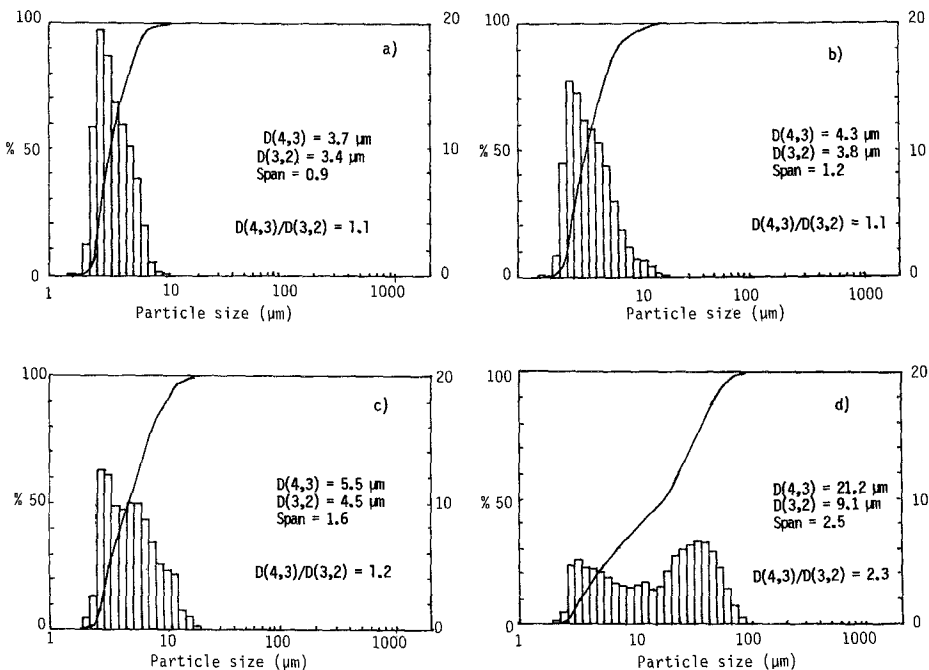 100
20
a)
D(4,3) = 3.7 µm
% 50
D(3,2) = 3.4 µm
10
Span = 0.9
D(4,3)/D(3,2) = 1.1
0
0
1
10
100
1000
Particle size (µm)
100
20
b)
D(4,3) = 4.3 µm
% 50
D(3,2) = 3.8 µm
10
Span = 1.2
D(4,3)/D(3,2) = 1.1
0
0
1
10
100
1000
Particle size (µm)
100
20
c)
D(4,3) = 5.5 µm
% 50
D(3,2) = 4.5 µm
10
Span = 1.6
D(4,3)/D(3,2) = 1.2
0
0
1
10
100
1000
Particle size (µm)
100
20
d)
D(4,3) = 21.2 µm
% 50
D(3,2) = 9.1 µm
10
Span = 2.5
D(4,3)/D(3,2) = 2.3
0
0
1
10
100
1000
Particle size (µm)